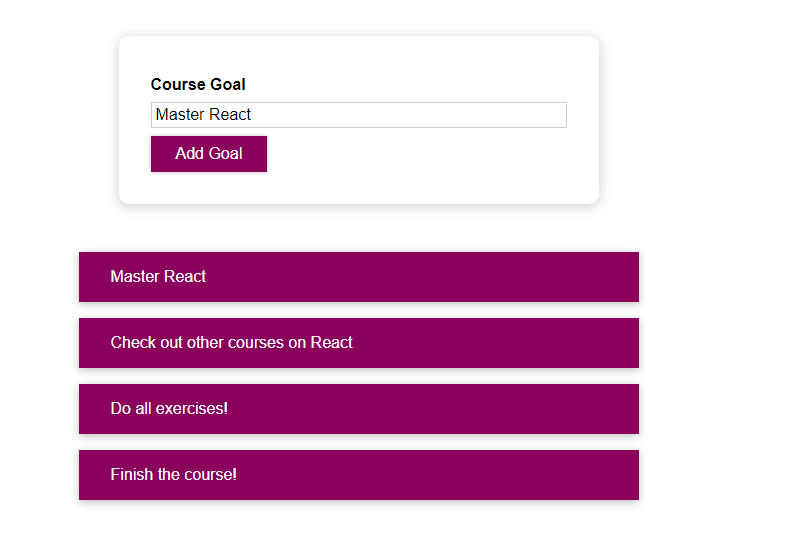 Course Goal
Master React
Add Goal
Master React
Check out other courses on React
Do all exercises!
Finish the course!